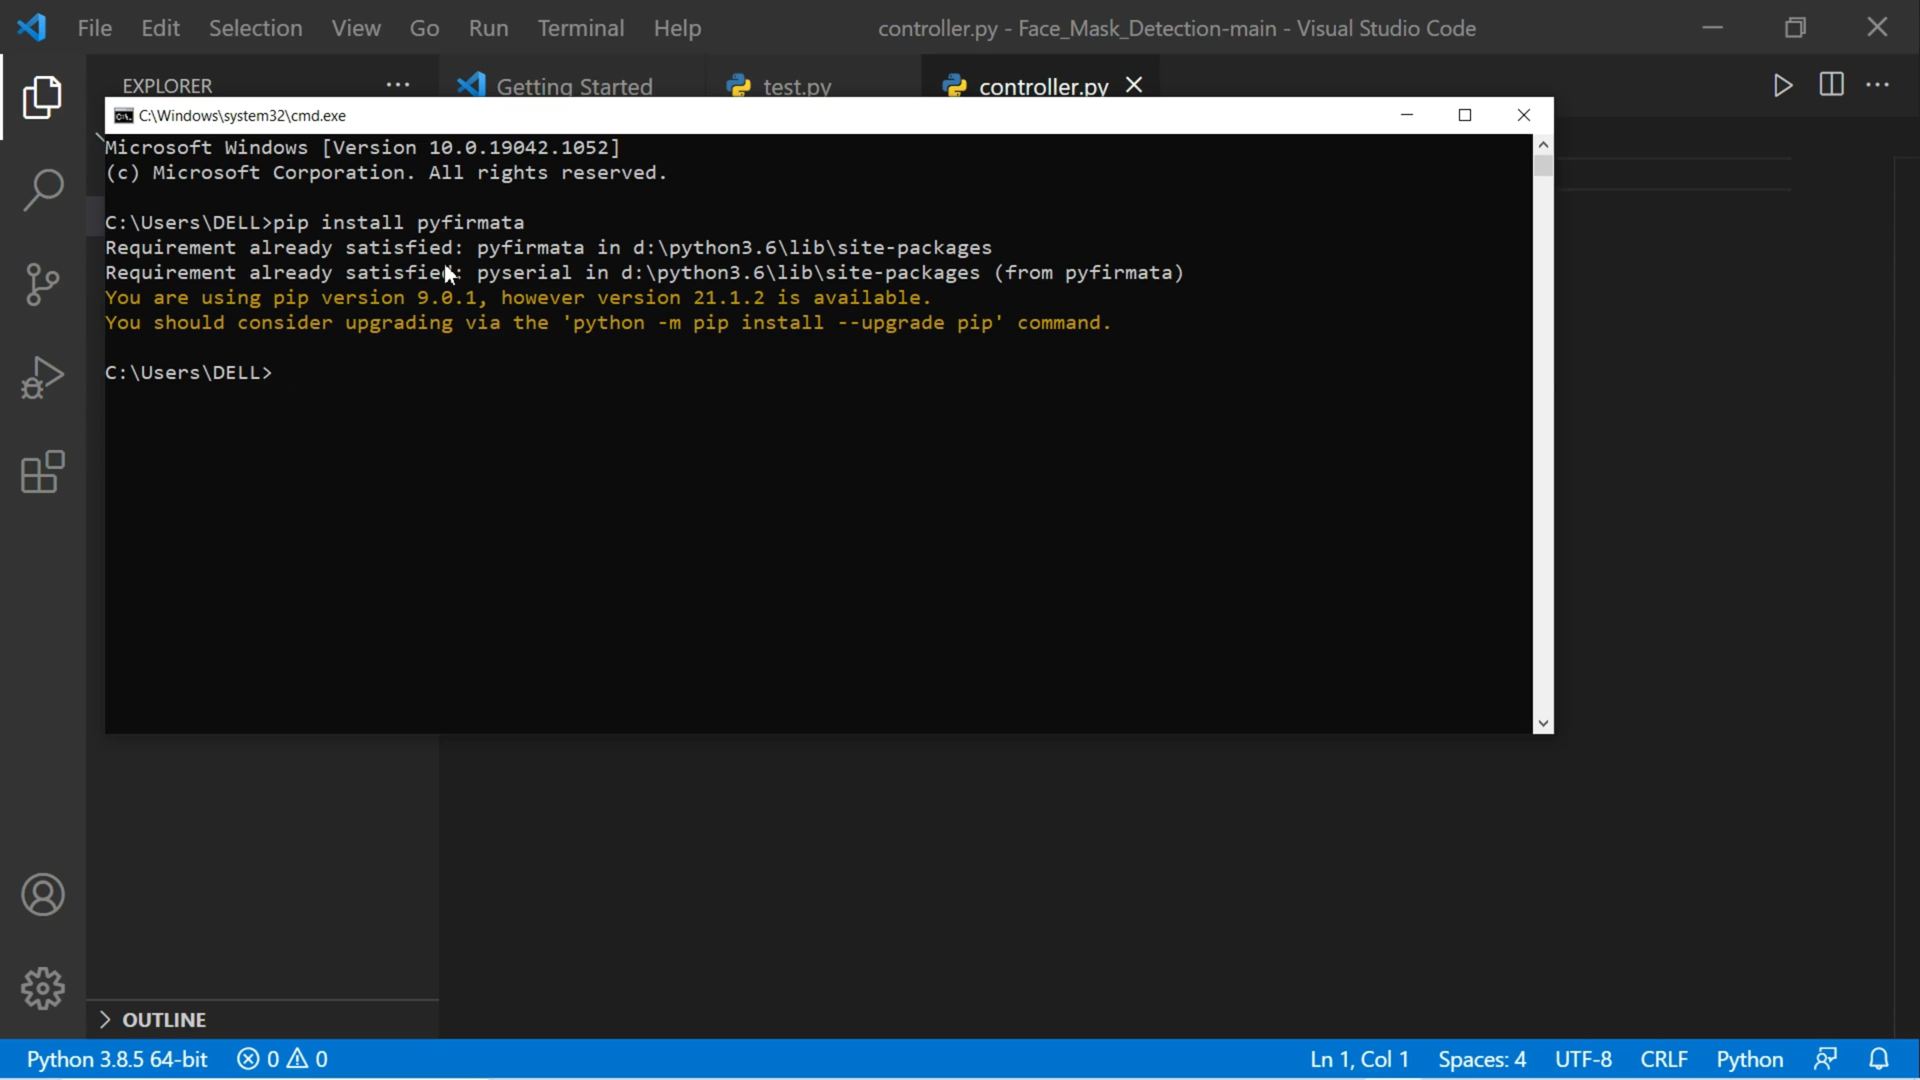 File Edit Selection View Go Run Terminal Help controller.py - Face_Mask_Detection-main - Visual Studio Code
EXPLORER Getting Started test.py controller.py
C:\Windows\system32\cmd.exe
Microsoft Windows [Version 10.0.19042.1052]
(c) Microsoft Corporation. All rights reserved.
C:\Users\DELL>pip install pyfirmata
Requirement already satisfied: pyfirmata in d:\python3.6\lib\site-packages
Requirement already satisfied: pyserial in d:\python3.6\lib\site-packages (from pyfirmata)
You are using pip version 9.0.1, however version 21.1.2 is available.
You should consider upgrading via the 'python -m pip install --upgrade pip' command.
C:\Users\DELL>
OUTLINE
Python 3.8.5 64-bit 0 0 Ln 1, Col 1 Spaces: 4 UTF-8 CRLF Python